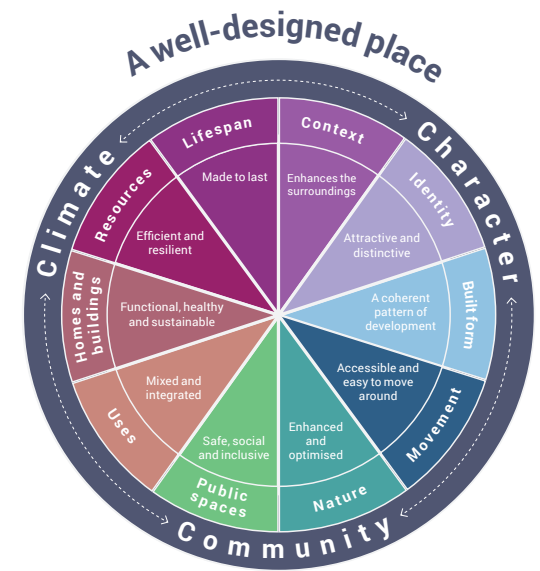 A well-designed place
Climate
Character
Community
Context
Enhances the
surroundings
Identity
Attractive and
distinctive
Built form
A coherent
pattern of
development
Movement
Accessible and
easy to move
around
Nature
Enhanced
and
optimised
Public
spaces
Safe, social
and inclusive
Uses
Mixed and
integrated
Homes and
buildings
Functional, healthy
and sustainable
Resources
Efficient and
resilient
Lifespan
Made to last